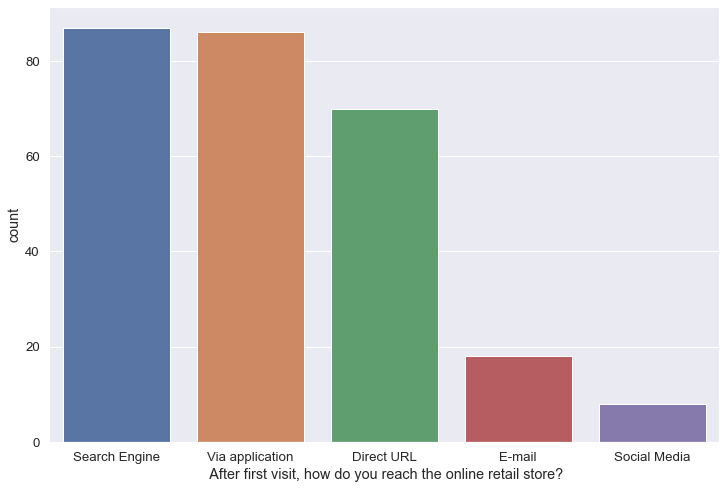 80
60
40
20
0
count
Search Engine
Via application
Direct URL
E-mail
Social Media
After first visit, how do you reach the online retail store?